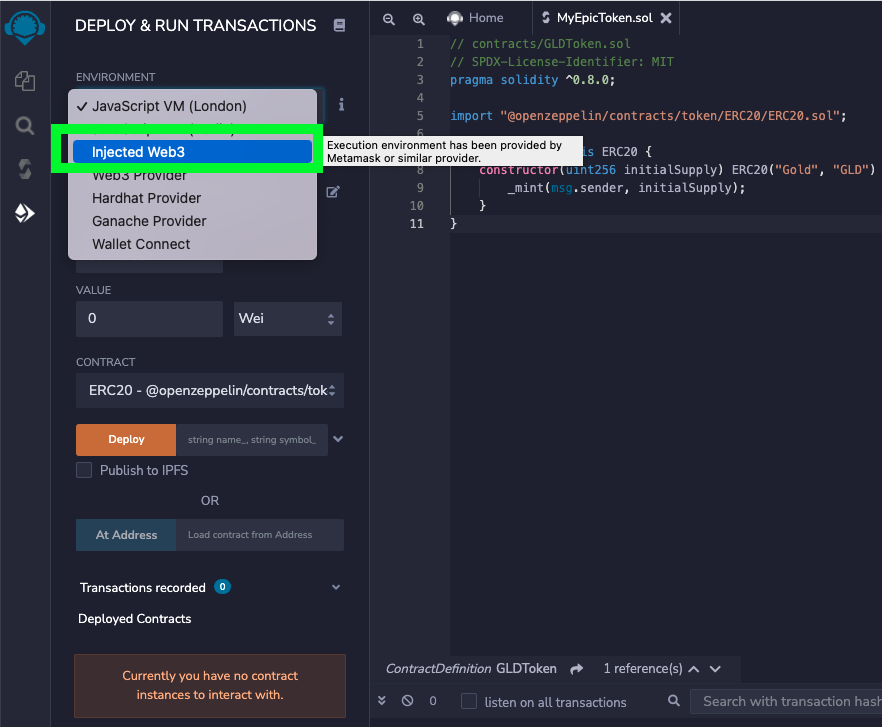 DEPLOY & RUN TRANSACTIONS
ENVIRONMENT
✓ JavaScript VM (London)
Injected Web3
Execution environment has been provided by
Metamask or similar provider.
Web3 Provider
Hardhat Provider
Ganache Provider
Wallet Connect
VALUE
0
Wei
CONTRACT
ERC20 - @openzeppelin/contracts/tok
Deploy
string name_, string symbol_
Publish to IPFS
OR
At Address
Load contract from Address
Transactions recorded 0
Deployed Contracts
Currently you have no contract
instances to interact with.
Home
MyEpicToken.sol
1 // contracts/GLDToken.sol
2 // SPDX-License-Identifier: MIT
3 pragma solidity ^0.8.0;
4
5 import "@openzeppelin/contracts/token/ERC20/ERC20.sol";
6
is ERC20 {
8 constructor(uint256 initialSupply) ERC20("Gold", "GLD")
9 _mint(msg.sender, initialSupply);
10 }
11 }
ContractDefinition GLDToken
1 reference(s)
0
listen on all transactions
Search with transaction hash